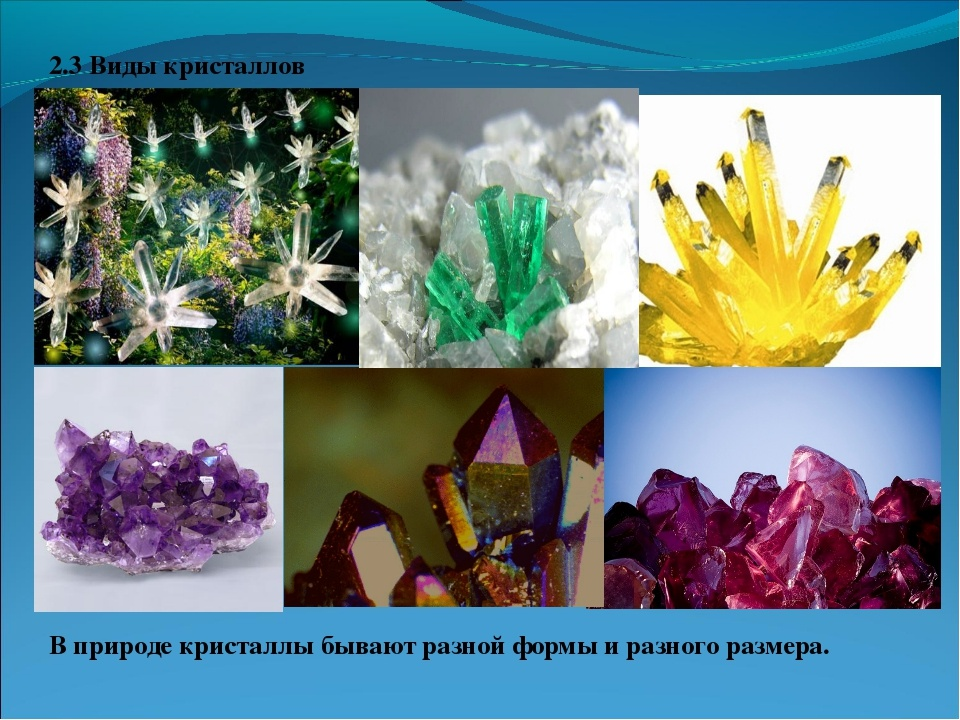 2.3 Виды кристаллов
В природе кристаллы бывают разной формы и разного размера.